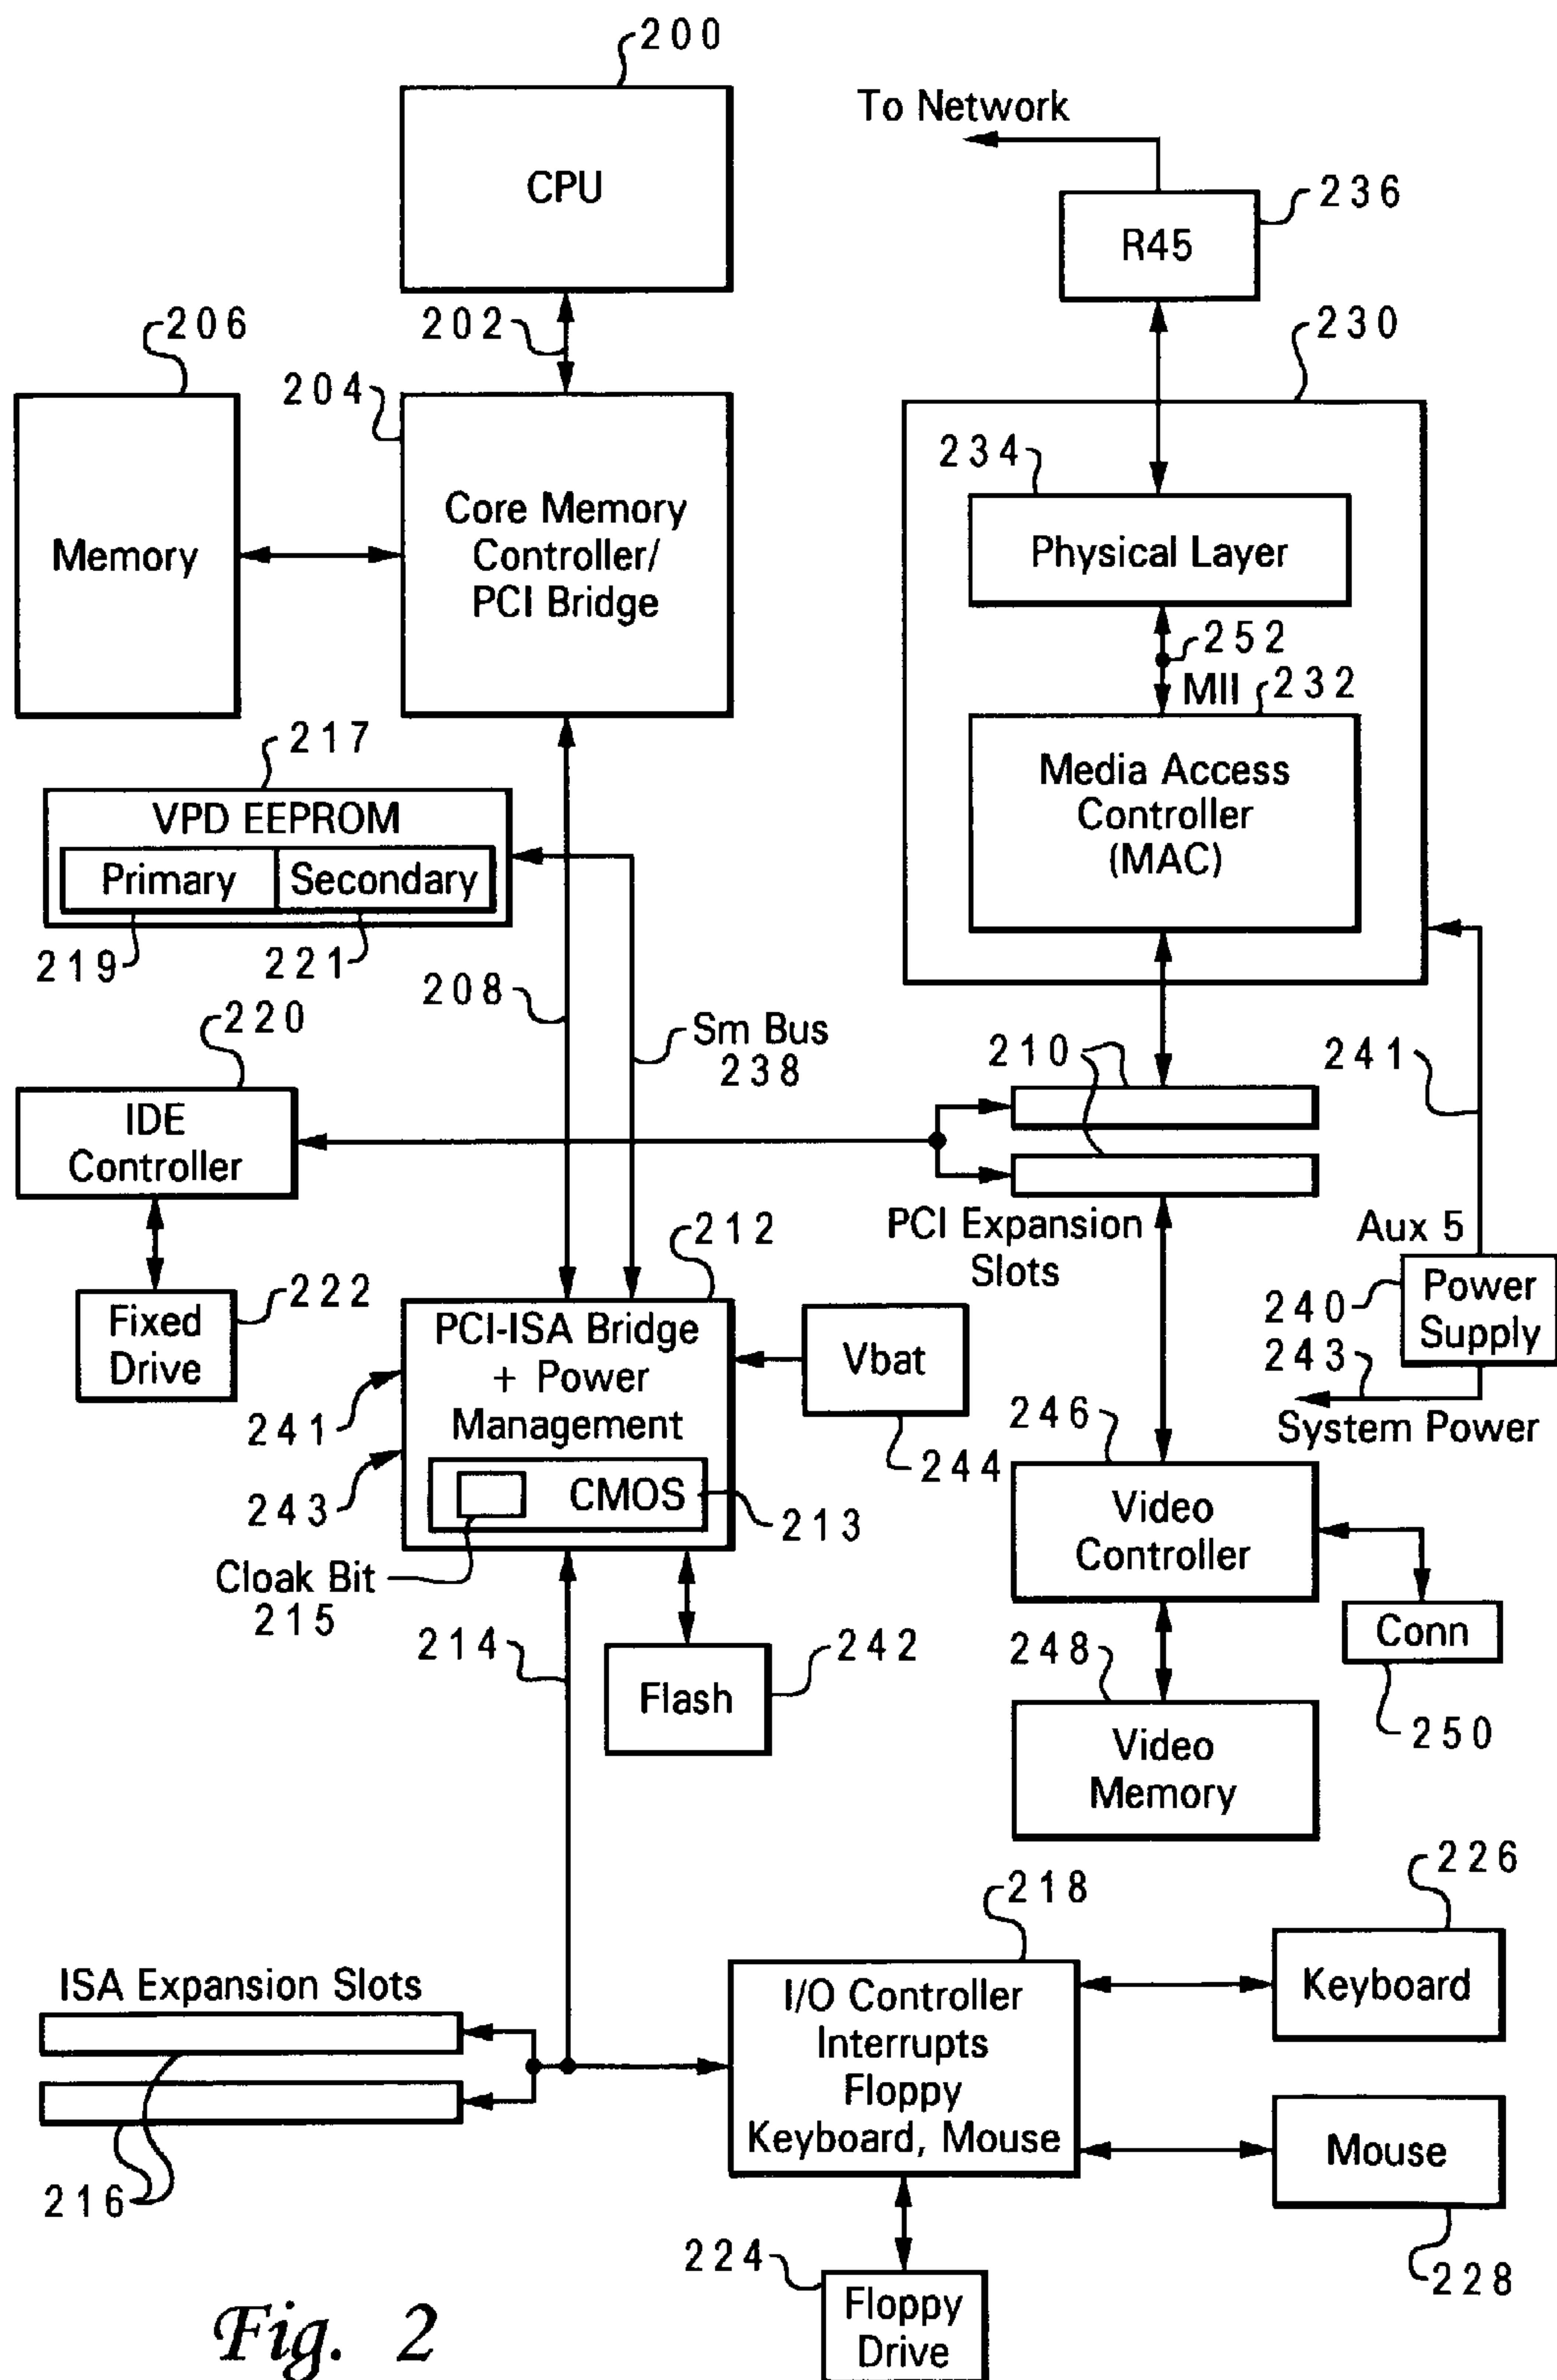 200
To Network
CPU
236
R45
206
202
230
204
234
Core Memory
Controller/
PCI Bridge
Memory
Physical Layer
252
MII
232
217
VPD EEPROM
Primary
Secondary
Media Access
Controller
(MAC)
219
221
208
220
Sm Bus
238
210
241
IDE
Controller
PCI Expansion
Slots
212
Aux 5
222
Fixed
Drive
PCI-ISA Bridge
+ Power
Management
Vbat
240
Power
Supply
243
System Power
241
246
244
243
CMOS
213
Video
Controller
Cloak Bit
215
214
242
Flash
248
Conn
250
Video
Memory
226
218
ISA Expansion Slots
I/O Controller
Interrupts
Floppy
Keyboard, Mouse
Keyboard
Mouse
216
224
228
Floppy
Drive
Fig. 2